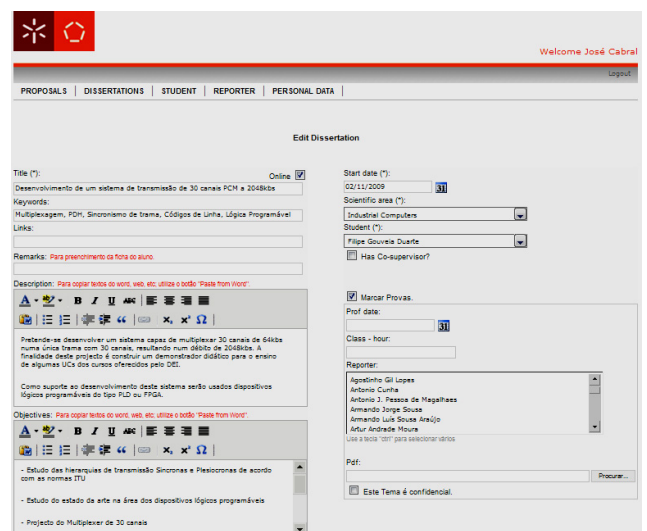 Welcome José Cabral
Logout
PROPOSALS | DISSERTATIONS | STUDENT | REPORTER | PERSONAL DATA |
Edit Dissertation
Title (*):
Online
Desenvolvimento de um sistema de transmissão de 30 canais PCM a 2048kbs
Keywords:
Multiplexagem, PDH, Sincronismo de trama, Códigos de Linha, Lógica Programável
Links:
Remarks: Para preenchimento da ficha do aluno.
Description: Para copiar textos do word, web, etc, utilize o botão "Paste from Word".
A ab B I U ABC
“ x, x² Ω
Pretende-se desenvolver um sistema capas de multiplexar 30 canais de 64kbs
numa única trama com 30 canais, resultando num débito de 2048kbs. A
finalidade deste projecto é construir um demonstrador didático para o ensino
de algumas UCs dos cursos oferecidos pelo DEI.
Como suporte ao desenvolvimento deste sistema serão usados dispositivos
lógicos programáveis do tipo PLD ou FPGA.
Objectives: Para copiar textos do word, web, etc, utilize o botão "Paste from Word".
A ab B I U ABC
“ x, x² Ω
- Estudo das hierarquias de transmissão Sincronas e Plesiocronas de acordo
com as normas ITU
- Estudo do estado da arte na área dos dispositivos lógicos programáveis
- Projecto do Multiplexer de 30 canais
Start date (*):
02/11/2009
31
Scientific area (*):
Industrial Computers
Student (*):
Filipe Gouveia Duarte
Has Co-supervisor?
Marcar Provas.
Prof date:
31
Class - hour:
Reporter:
Agostinho Gil Lopes
Antonio Cunha
Antonio J. Pessoa de Magalhaes
Armando Jorge Sousa
Armando Luís Sousa Araújo
Artur Andrade Moura
Use a tecla "ctrl" para selecionar vários
Pdf:
Procurar...
Este Tema é confidencial.